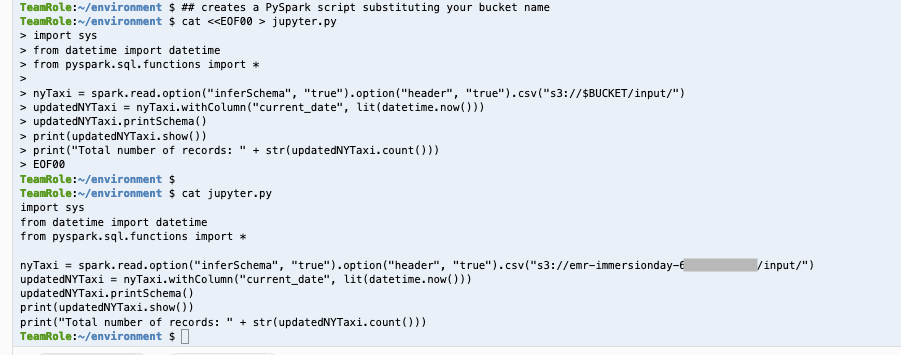 TeamRole:~/environment $ ## creates a PySpark script substituting your bucket name
TeamRole:~/environment $ cat <<EOF00 > jupyter.py
> import sys
> from datetime import datetime
> from pyspark.sql.functions import *
>
> nyTaxi = spark.read.option("inferSchema", "true").option("header", "true").csv("s3://$BUCKET/input/")
> updatedNYTaxi = nyTaxi.withColumn("current_date", lit(datetime.now()))
> updatedNYTaxi.printSchema()
> print(updatedNYTaxi.show())
> print("Total number of records: " + str(updatedNYTaxi.count()))
> EOF00
TeamRole:~/environment $
TeamRole:~/environment $ cat jupyter.py
import sys
from datetime import datetime
from pyspark.sql.functions import *

nyTaxi = spark.read.option("inferSchema", "true").option("header", "true").csv("s3://emr-immersionday-6/input/")
updatedNYTaxi = nyTaxi.withColumn("current_date", lit(datetime.now()))
updatedNYTaxi.printSchema()
print(updatedNYTaxi.show())
print("Total number of records: " + str(updatedNYTaxi.count()))
TeamRole:~/environment $